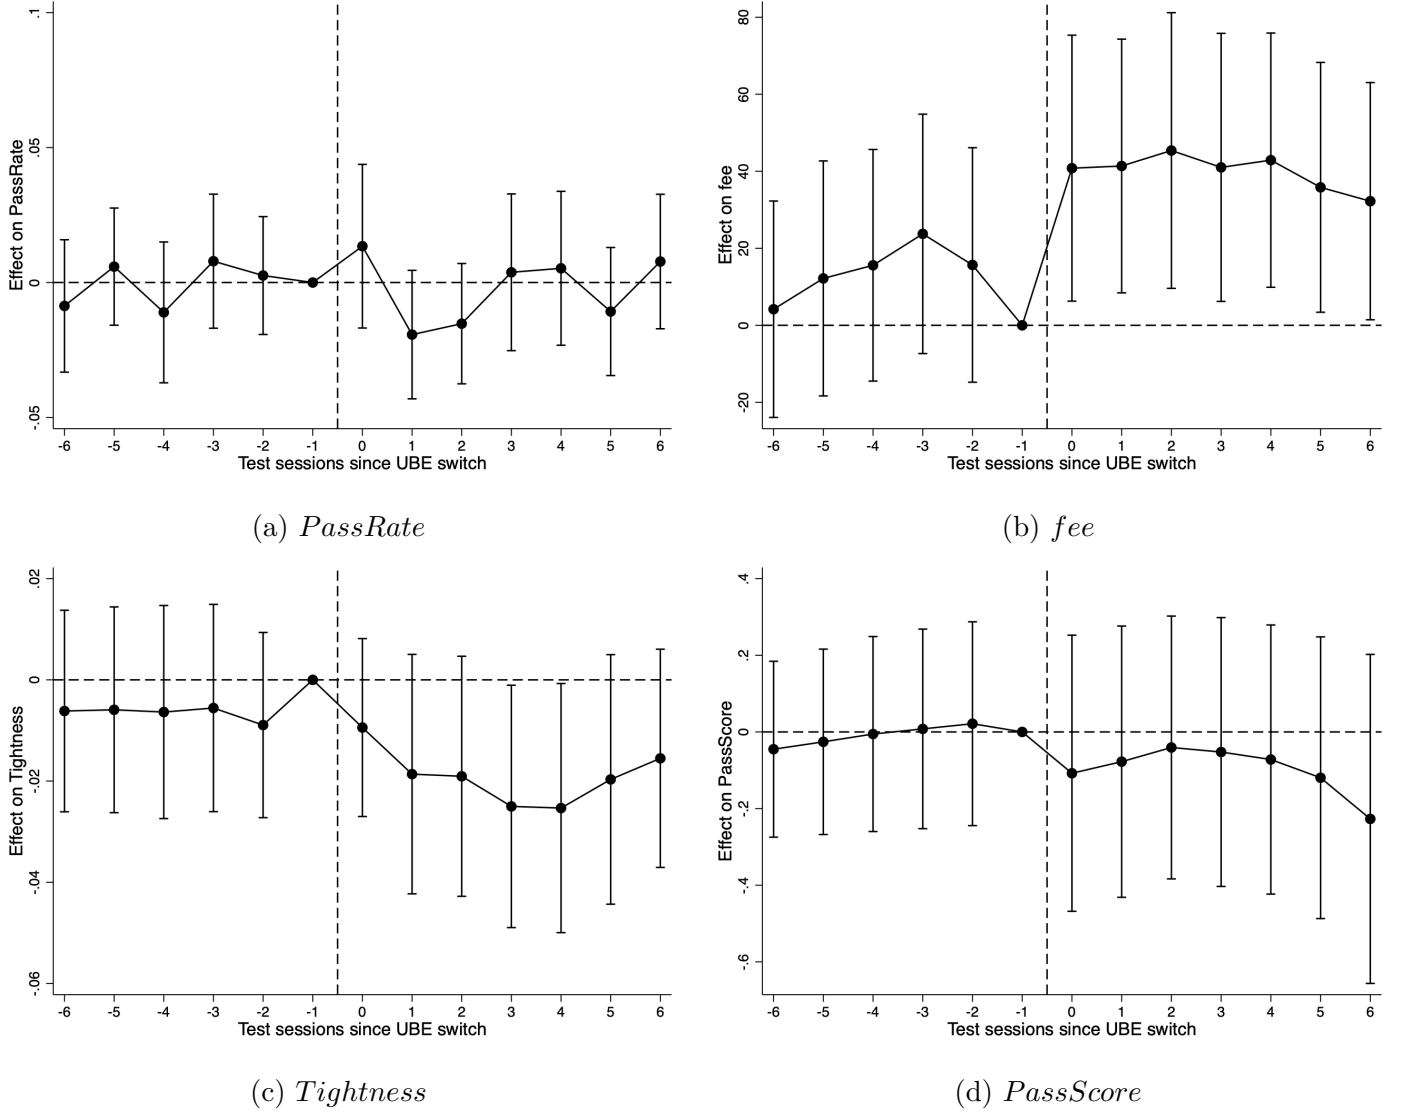 Effect on PassRate
.1
.05
0
-.05
-6 -5 -4 -3 -2 -1 0 1 2 3 4 5 6
Test sessions since UBE switch
(a) PassRate
Effect on fee
80
60
40
20
0
-20
-6 -5 -4 -3 -2 -1 0 1 2 3 4 5 6
Test sessions since UBE switch
(b) fee
Effect on Tightness
.02
0
-.02
-.04
-.06
-6 -5 -4 -3 -2 -1 0 1 2 3 4 5 6
Test sessions since UBE switch
(c) Tightness
Effect on PassScore
.4
.2
0
-.2
-.4
-.6
-6 -5 -4 -3 -2 -1 0 1 2 3 4 5 6
Test sessions since UBE switch
(d) PassScore